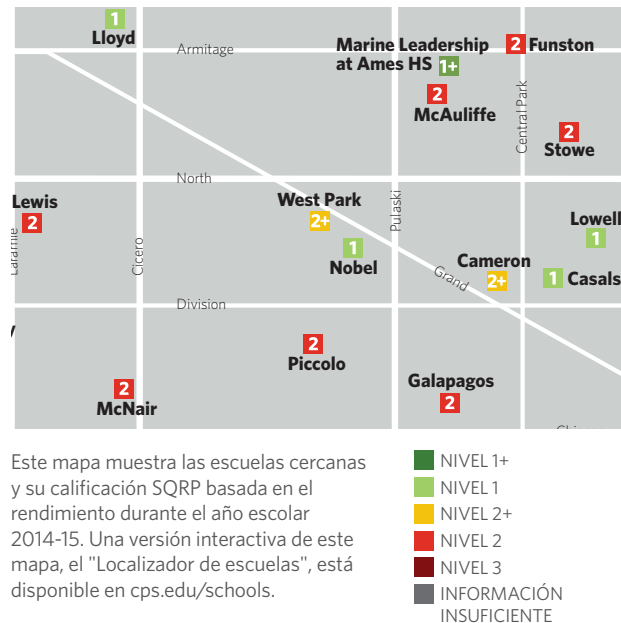 1
Lloyd
Armitage
Marine Leadership
at Ames HS
1+
2
Funston
2
McAuliffe
Central Park
2
Stowe
North
Lewis
2
Laramie
Cicero
West Park
2+
1
Nobel
Pulaski
Grand
Cameron
2+
Lowell
1
1
Casals
Division
2
Piccolo
2
McNair
Galapagos
2
Este mapa muestra las escuelas cercanas
y su calificación SQRP basada en el
rendimiento durante el año escolar
2014-15. Una versión interactiva de este
mapa, el "Localizador de escuelas", está
disponible en cps.edu/schools.
NIVEL 1+
NIVEL 1
NIVEL 2+
NIVEL 2
NIVEL 3
INFORMACIÓN
INSUFICIENTE